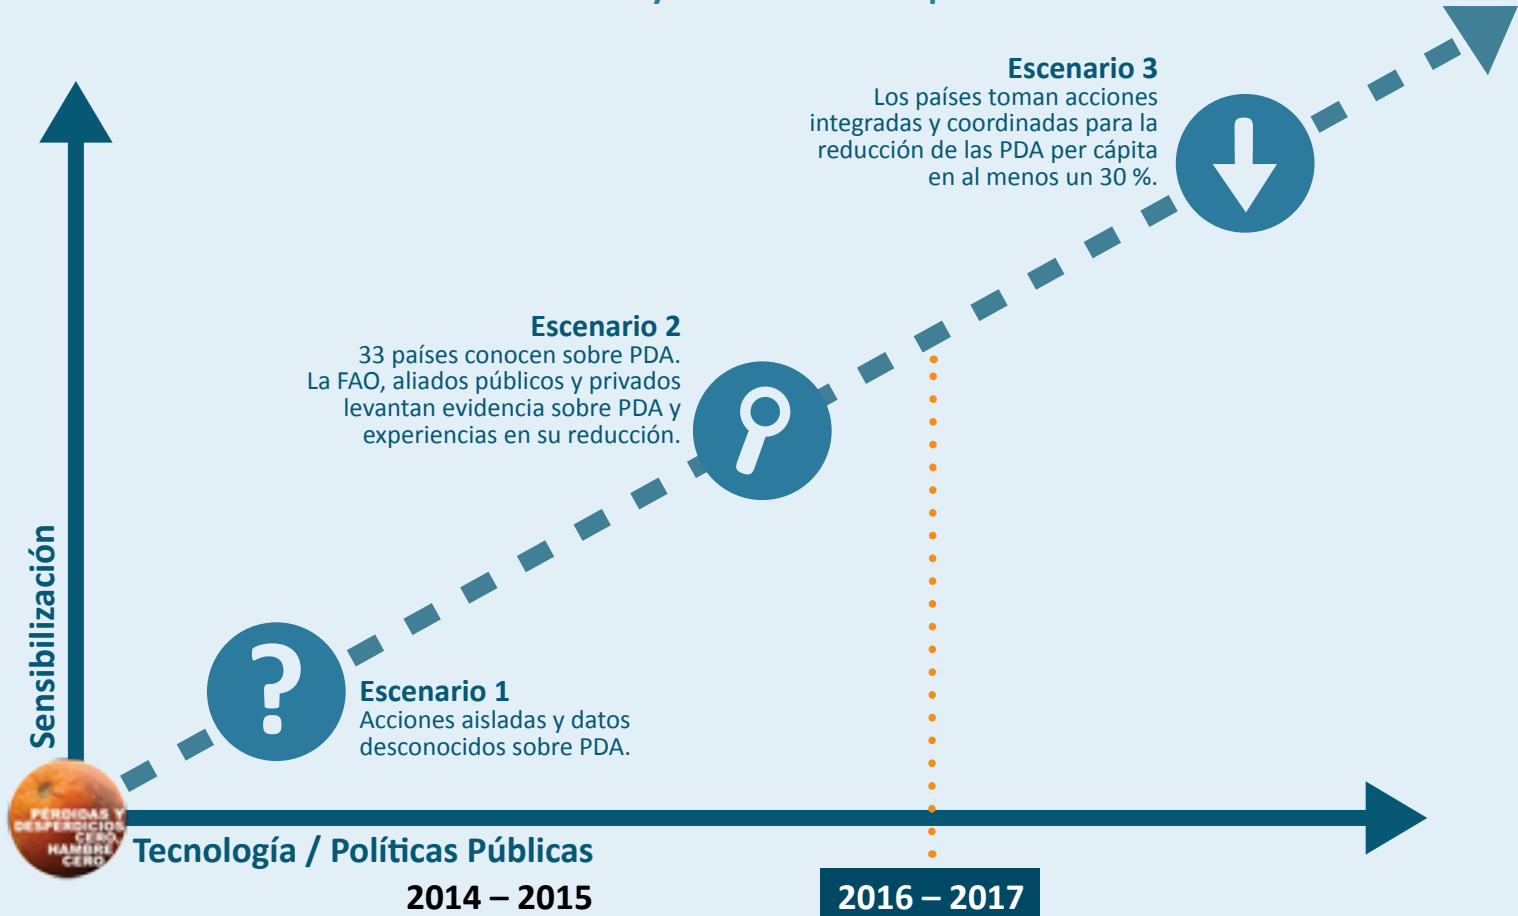 Escenario 3
Los países toman acciones
integradas y coordinadas para la
reducción de las PDA per cápita
en al menos un 30 %.
Escenario 2
33 países conocen sobre PDA.
La FAO, aliados públicos y privados
levantan evidencia sobre PDA y
experiencias en su reducción.
?
Escenario 1
Acciones aisladas y datos
desconocidos sobre PDA.
Sensibilización
PERDIDAS Y
DESPERDICIOS
CERO,
HAMBRE
CERO.
Tecnología / Políticas Públicas
2014 – 2015
2016 – 2017